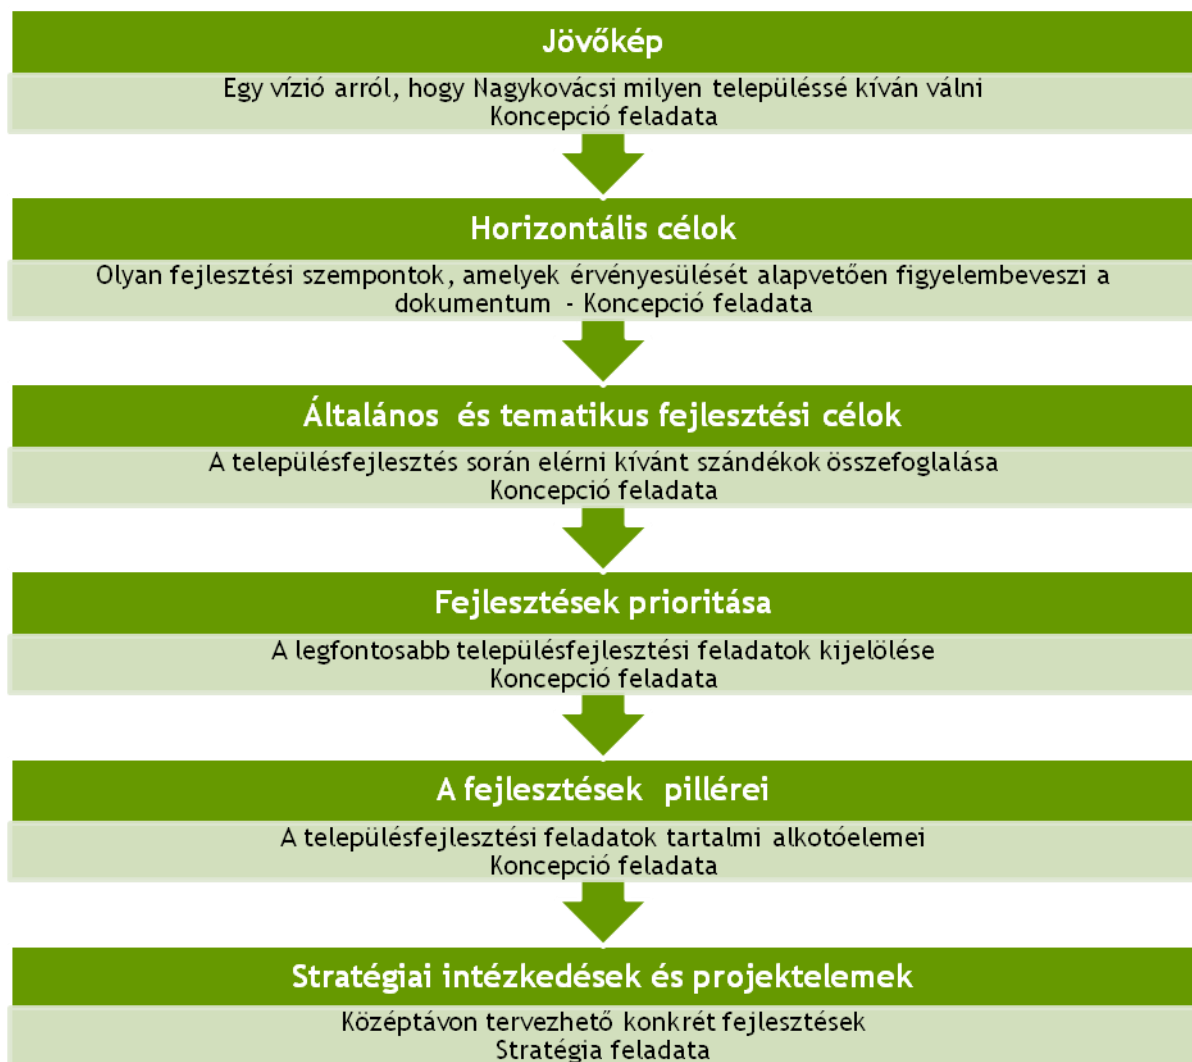 Jövőkép
Egy vízió arról, hogy Nagykovácsi milyen településsé kíván válni
Koncepció feladata
Horizontális célok
Olyan fejlesztési szempontok, amelyek érvényesülését alapvetően figyelembeveszi a
dokumentum - Koncepció feladata
Általános és tematikus fejlesztési célok
A településfejlesztés során elérni kívánt szándékok összefoglalása
Koncepció feladata
Fejlesztések prioritása
A legfontosabb településfejlesztési feladatok kijelölése
Koncepció feladata
A fejlesztések pillérei
A településfejlesztési feladatok tartalmi alkotóelemei
Koncepció feladata
Stratégiai intézkedések és projektelemek
Középtávon tervezhető konkrét fejlesztések
Stratégia feladata